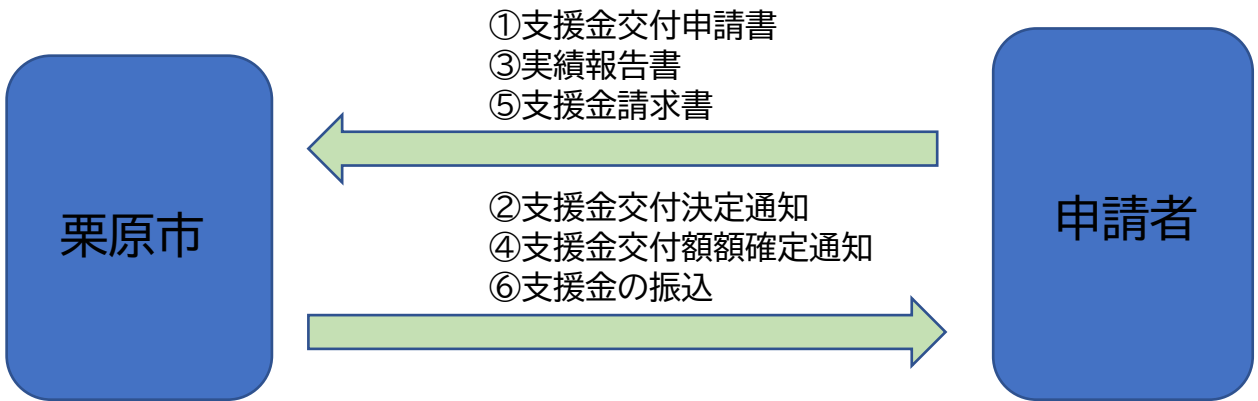 ①支援金交付申請書
③実績報告書
⑤支援金請求書
栗原市
②支援金交付決定通知
④支援金交付額額確定通知
⑥支援金の振込
申請者